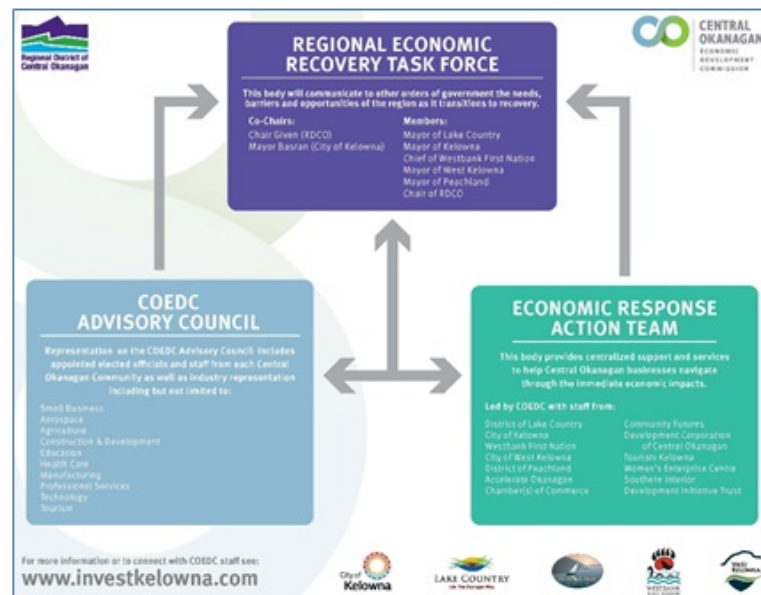 Regional District of
Central Okanagan
REGIONAL ECONOMIC
RECOVERY TASK FORCE
This body will communicate to other orders of government the needs,
barriers and opportunities of the region as it transitions to recovery.
Co-Chairs:
Chair Given (RDCO)
Mayor Basran (City of Kelowna)
Members:
Mayor of Lake Country
Mayor of Kelowna
Chief of Westbank First Nation
Mayor of West Kelowna
Mayor of Peachland
Chair of RDCO
CENTRAL
OKANAGAN
ECONOMIC
DEVELOPMENT
COMMISSION
COEDC
ADVISORY COUNCIL
Representation on the COEDC Advisory Council includes
appointed elected officials and staff from each Central
Okanagan Community as well as industry representation
including but not limited to:
Small Business
Aerospace
Agriculture
Construction & Development
Education
Health Care
Manufacturing
Professional Services
Technology
Tourism
ECONOMIC RESPONSE
ACTION TEAM
This body provides centralized support and services
to help Central Okanagan businesses navigate
through the immediate economic impacts.
Led by COEDC with staff from:
District of Lake Country
City of Kelowna
Westbank First Nation
City of West Kelowna
District of Peachland
Accelerate Okanagan
Chamber(s) of Commerce
Community Futures
Development Corporation
of Central Okanagan
Tourism Kelowna
Women's Enterprise Centre
Southern Interior
Development Initiative Trust
For more information or to connect with COEDC staff see:
www.investkelowna.com
City of
Kelowna
LAKE COUNTRY
WESTBANK